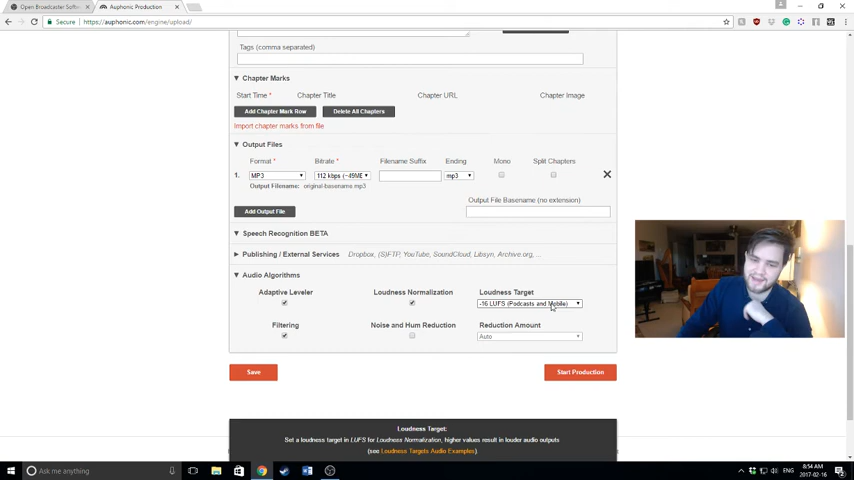 Open Broadcaster Softw
Auphonic Production
Secure
https://auphonic.com/engine/upload/
Tags (comma separated)
Chapter Marks
Start Time * Chapter Title Chapter URL Chapter Image
Add Chapter Mark Row Delete All Chapters
Import chapter marks from file
Output Files
Format * Bitrate * Filename Suffix Ending Mono Split Chapters
1. MP3 112 kbps (~49ME mp3
Output Filename: original-basename.mp3
Output File Basename (no extension)
Add Output File
Speech Recognition BETA
Publishing / External Services Dropbox, (S)FTP, YouTube, SoundCloud, Libsyn, Archive.org, ...
Audio Algorithms
Adaptive Leveler Loudness Normalization Loudness Target
-16 LUFS (Podcasts and Mobile)
Filtering Noise and Hum Reduction Reduction Amount
Auto
Save Start Production
Loudness Target:
Set a loudness target in LUFS for Loudness Normalization, higher values result in louder audio outputs
(see Loudness Targets Audio Examples).
Ask me anything
ENG
8:54 AM
2017-02-16